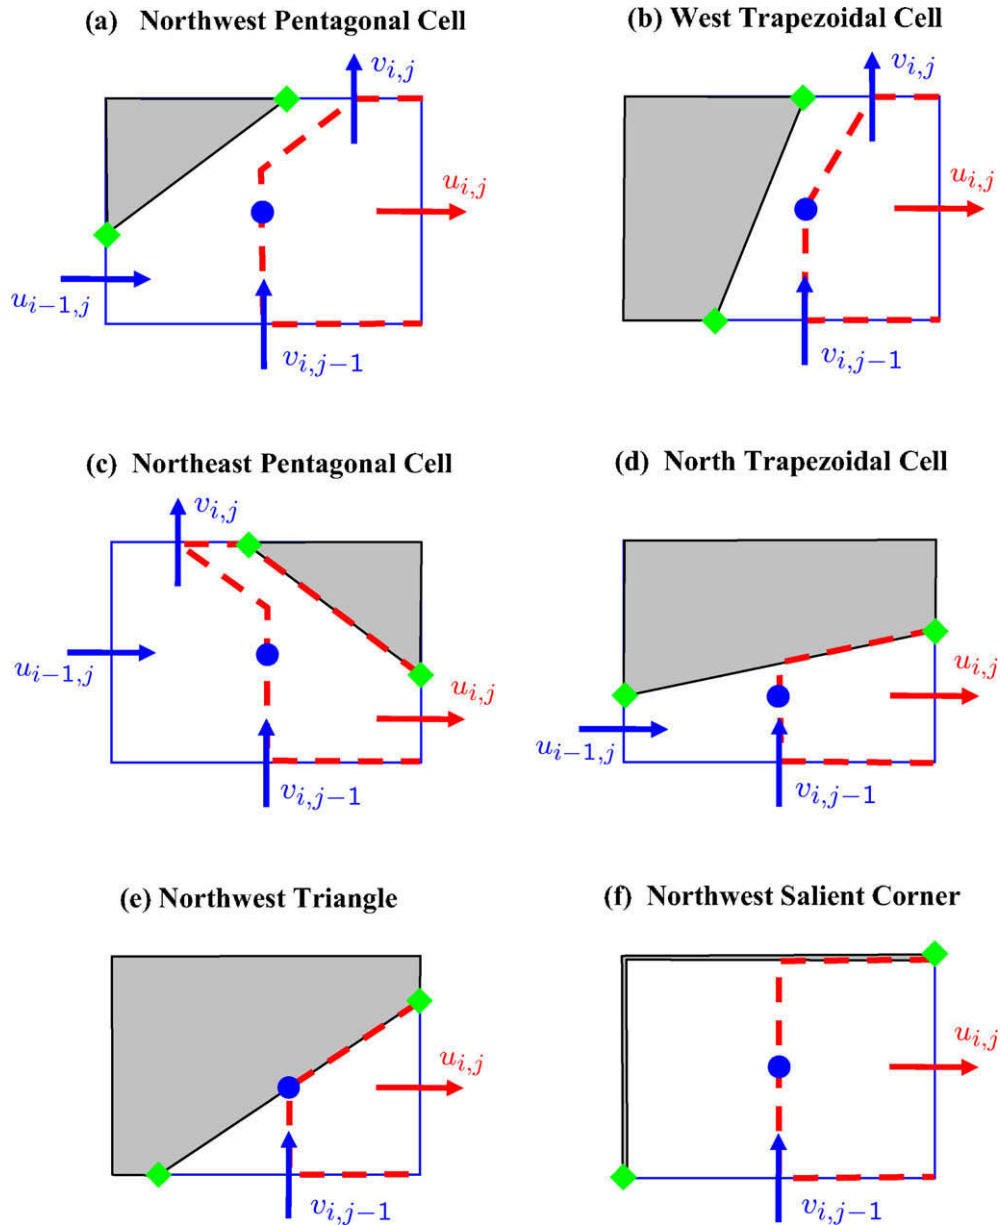 (a) Northwest Pentagonal Cell
(b) West Trapezoidal Cell
v_{i,j}
v_{i,j}
u_{i,j}
u_{i,j}
u_{i−1,j}
v_{i,j−1}
v_{i,j−1}
(c) Northeast Pentagonal Cell
(d) North Trapezoidal Cell
v_{i,j}
u_{i−1,j}
u_{i,j}
u_{i,j}
u_{i−1,j}
v_{i,j−1}
v_{i,j−1}
(e) Northwest Triangle
(f) Northwest Salient Corner
u_{i,j}
u_{i,j}
v_{i,j−1}
v_{i,j−1}